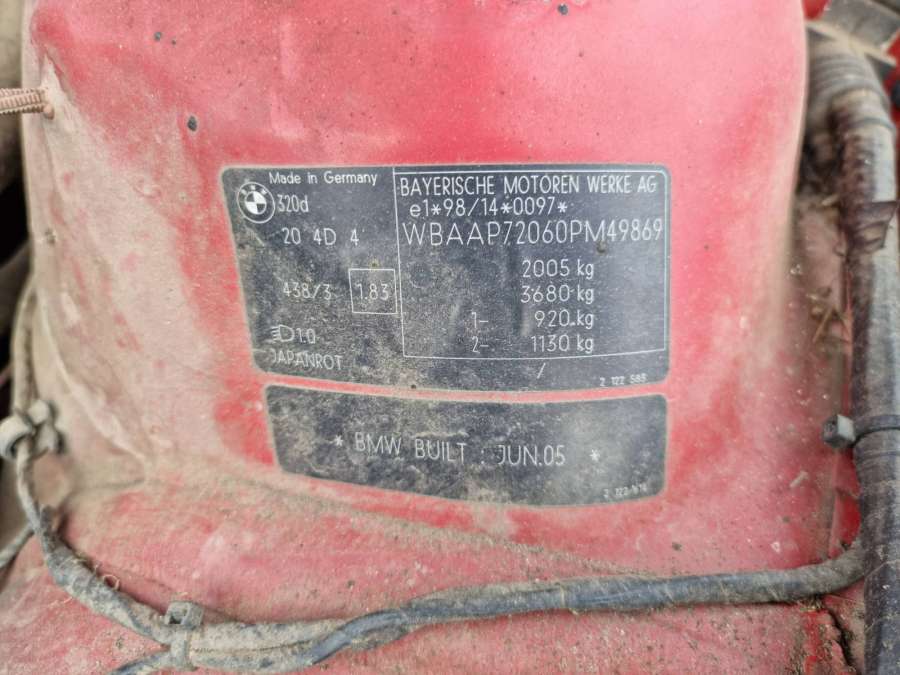 Made in Germany
320d
20 4D 4
438/3 1.83
1.0
JAPANROT
BAYERISCHE MOTOREN WERKE AG
e1*98/14*0097*
WBAAP72060PM49869
2005 kg
3680 kg
1- 920 kg
2- 1130 kg
/
2 122 585
* BMW BUILT : JUN.05 *